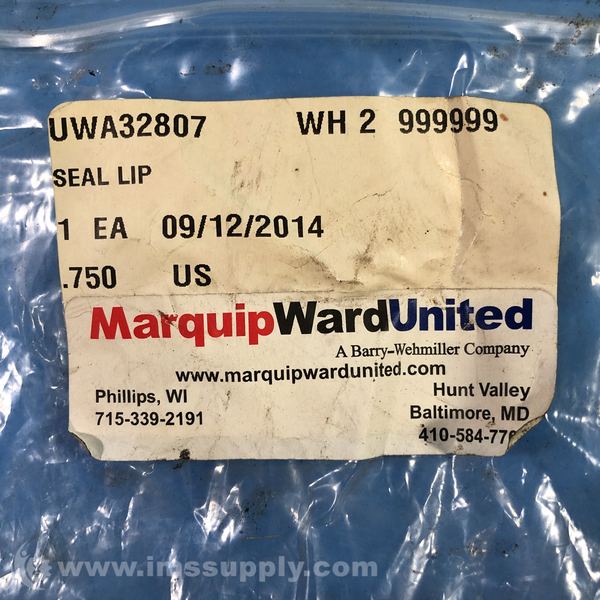 UWA32807 WH 2 999999
SEAL LIP
1 EA 09/12/2014
.750 US
MarquipWardUnited
A Barry-Wehmiller Company
www.marquipwardunited.com
Phillips, WI
715-339-2191
Hunt Valley
Baltimore, MD
www.imssupply.com